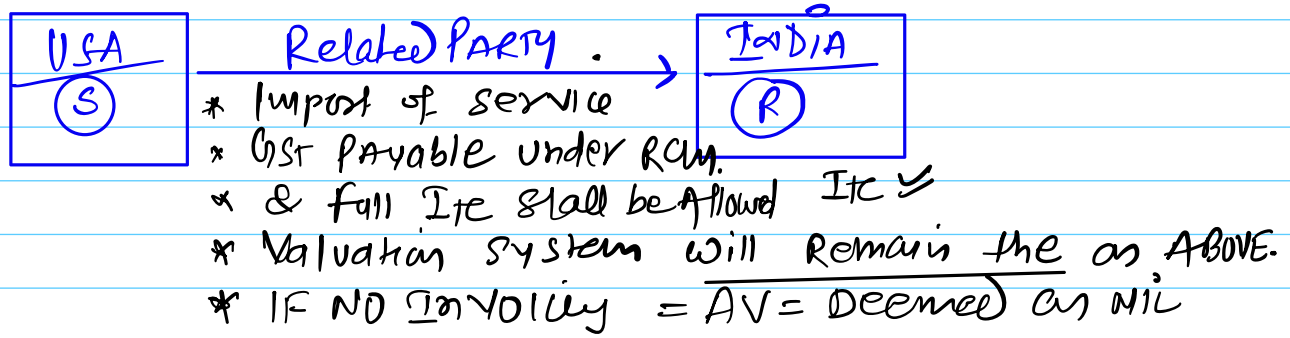 USA
S
Related PARTY.
INDIA
R
* Import of service
* GST PAyable under RCM.
* & full Itc shall be Allowed Itc
* Valuation system will Remain the as ABOVE.
* IF NO Invoicy = AV = Deemed as NIL